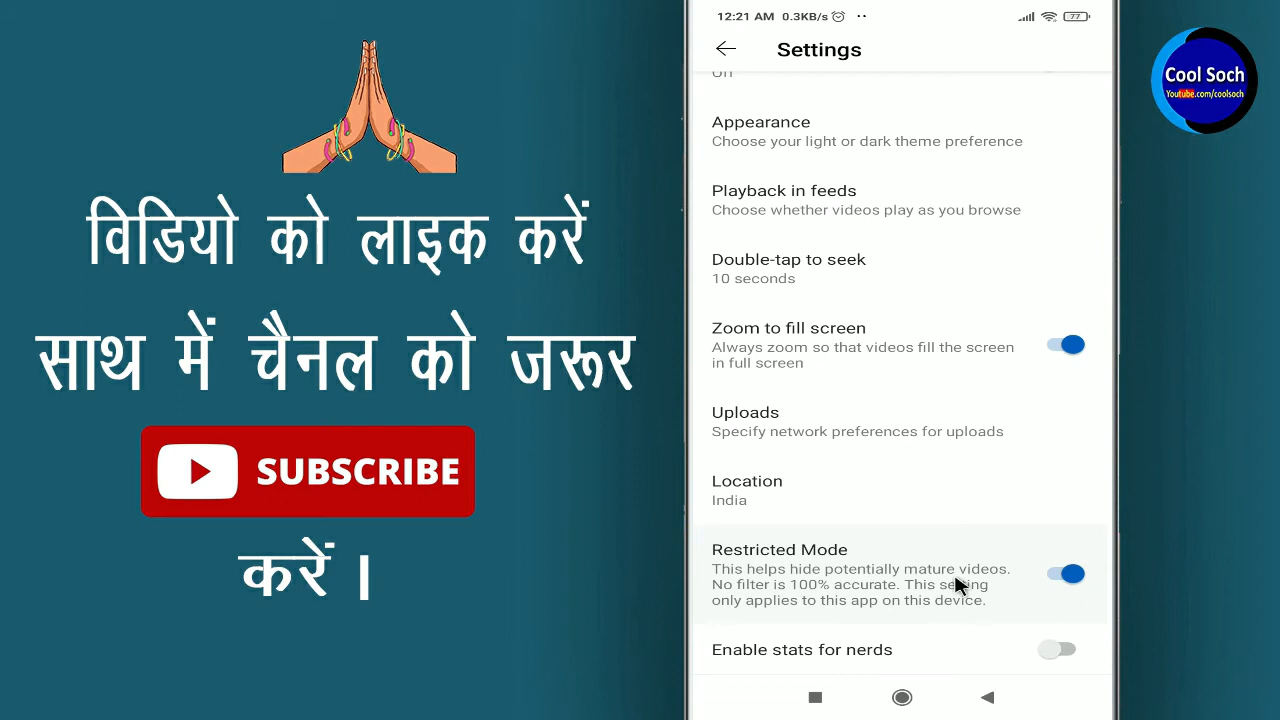 विडियो को लाइक करें
साथ में चैनल को जरूर
SUBSCRIBE
करें ।
12:21 AM 0.3KB/s
77
Settings
Off
Appearance
Choose your light or dark theme preference
Playback in feeds
Choose whether videos play as you browse
Double-tap to seek
10 seconds
Zoom to fill screen
Always zoom so that videos fill the screen
in full screen
Uploads
Specify network preferences for uploads
Location
India
Restricted Mode
This helps hide potentially mature videos.
No filter is 100% accurate. This setting
only applies to this app on this device.
Enable stats for nerds
Cool Soch
Youtube.com/coolsoch